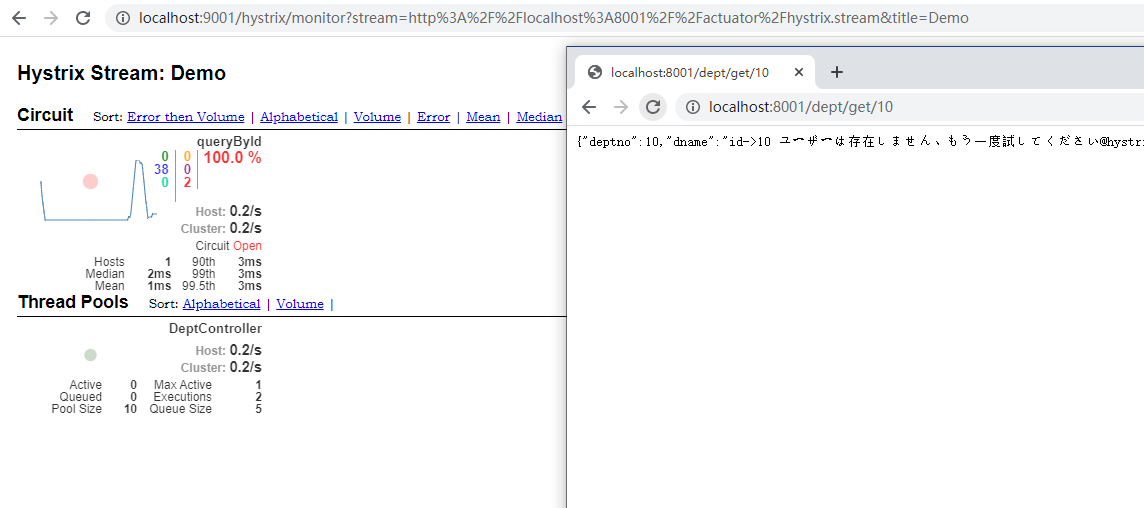 localhost:9001/hystrix/monitor?stream=http%3A%2F%2Flocalhost%3A8001%2F%2Factuator%2Fhystrix.stream&title=Demo
Hystrix Stream: Demo
Circuit Sort: Error then Volume | Alphabetical | Volume | Error | Mean | Median
queryById
0 0 100.0 %
38 0
0 2
Host: 0.2/s
Cluster: 0.2/s
Circuit Open
Hosts 1 90th 3ms
Median 2ms 99th 3ms
Mean 1ms 99.5th 3ms
Thread Pools Sort: Alphabetical | Volume |
DeptController
Host: 0.2/s
Cluster: 0.2/s
Active 0 Max Active 1
Queued 0 Executions 2
Pool Size 10 Queue Size 5
localhost:8001/dept/get/10
localhost:8001/dept/get/10
{"deptno":10,"dname":"id->10 ユーザーは存在しません、もう一度試してください@hystri